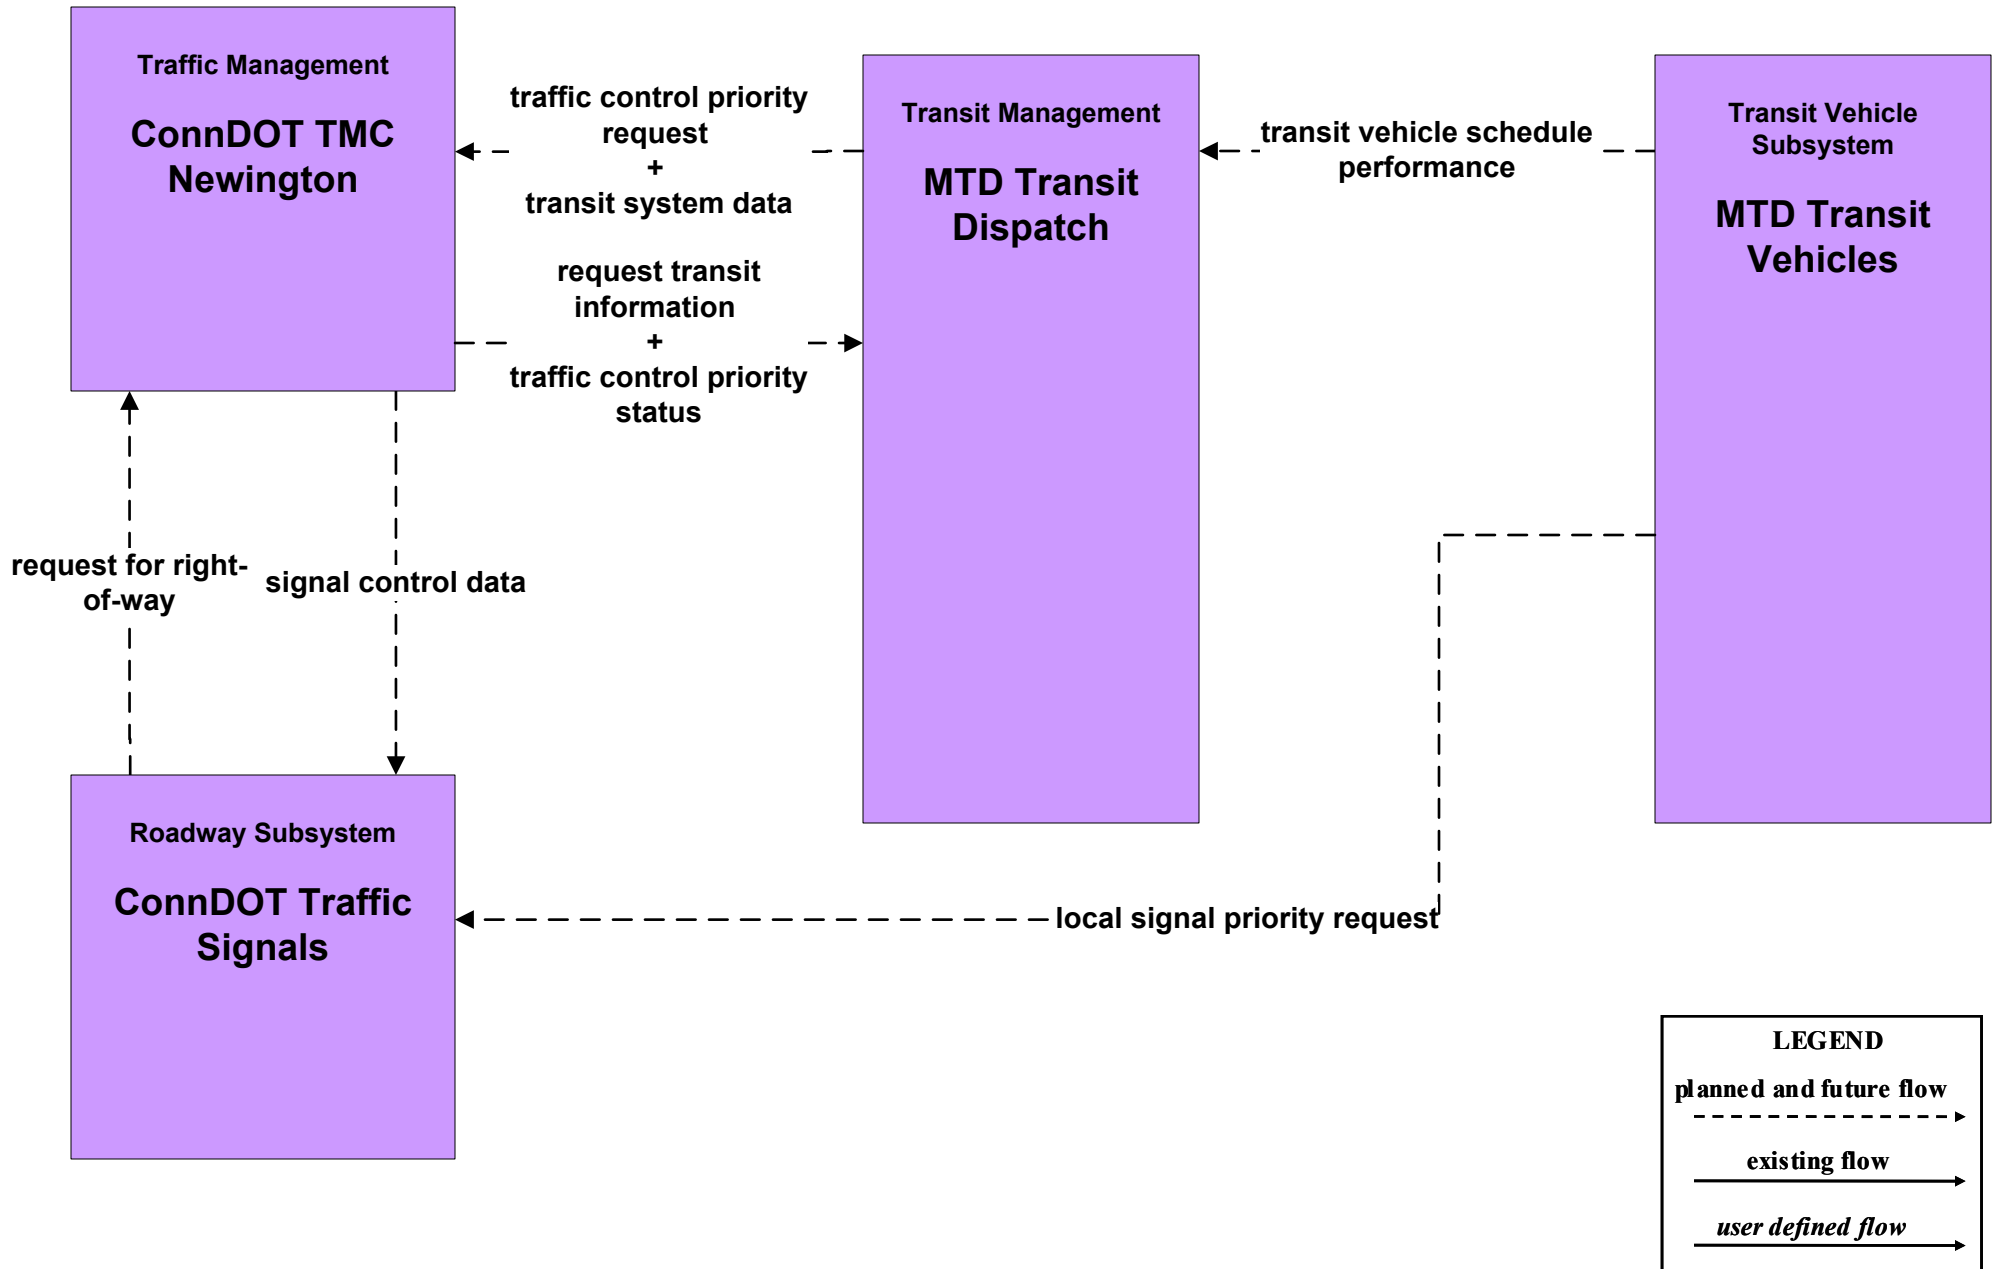 Traffic Management
ConnDOT TMC
Newington
traffic control priority
request
+
transit system data
request transit
information
+
traffic control priority
status
Transit Management
MTD Transit
Dispatch
transit vehicle schedule
performance
Transit Vehicle
Subsystem
MTD Transit
Vehicles
request for right-
of-way
signal control data
Roadway Subsystem
ConnDOT Traffic
Signals
local signal priority request
LEGEND
planned and future flow
existing flow
user defined flow